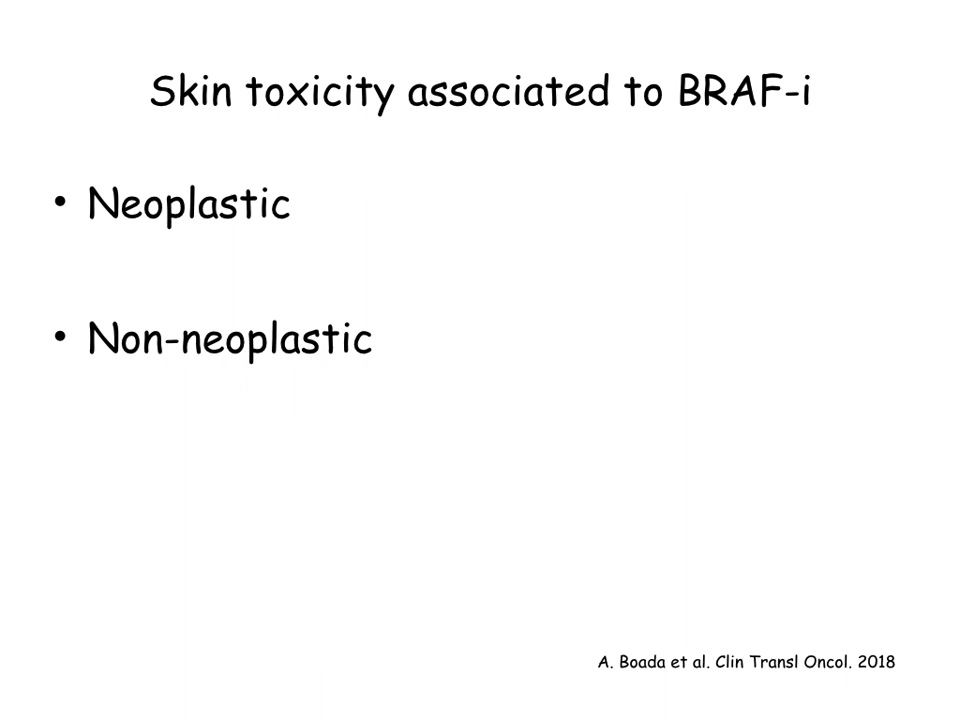 Skin toxicity associated to BRAF-i
• Neoplastic
• Non-neoplastic
A. Boada et al. Clin Transl Oncol. 2018